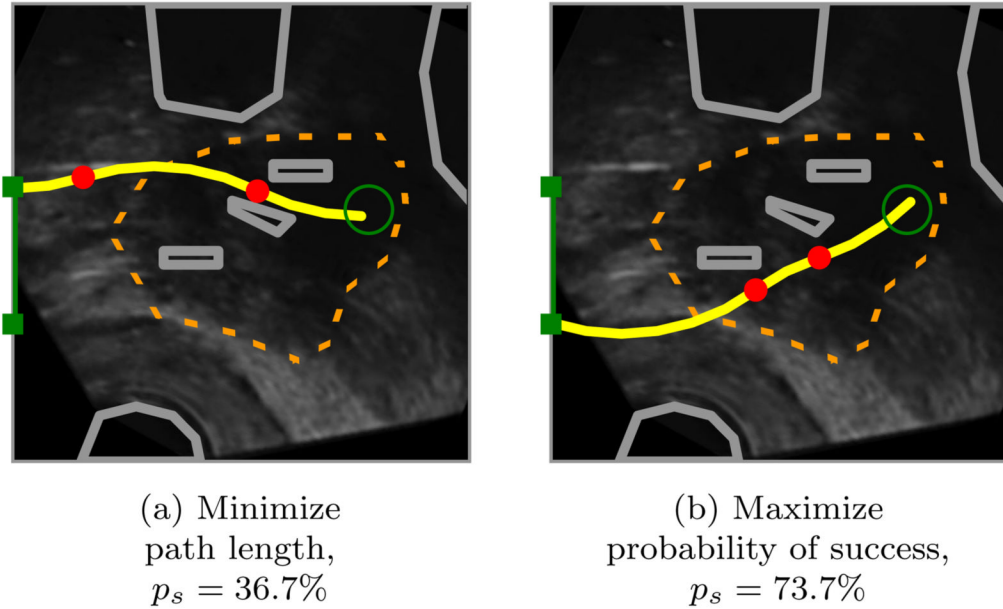 (a) Minimize
path length,
p_s = 36.7%
(b) Maximize
probability of success,
p_s = 73.7%